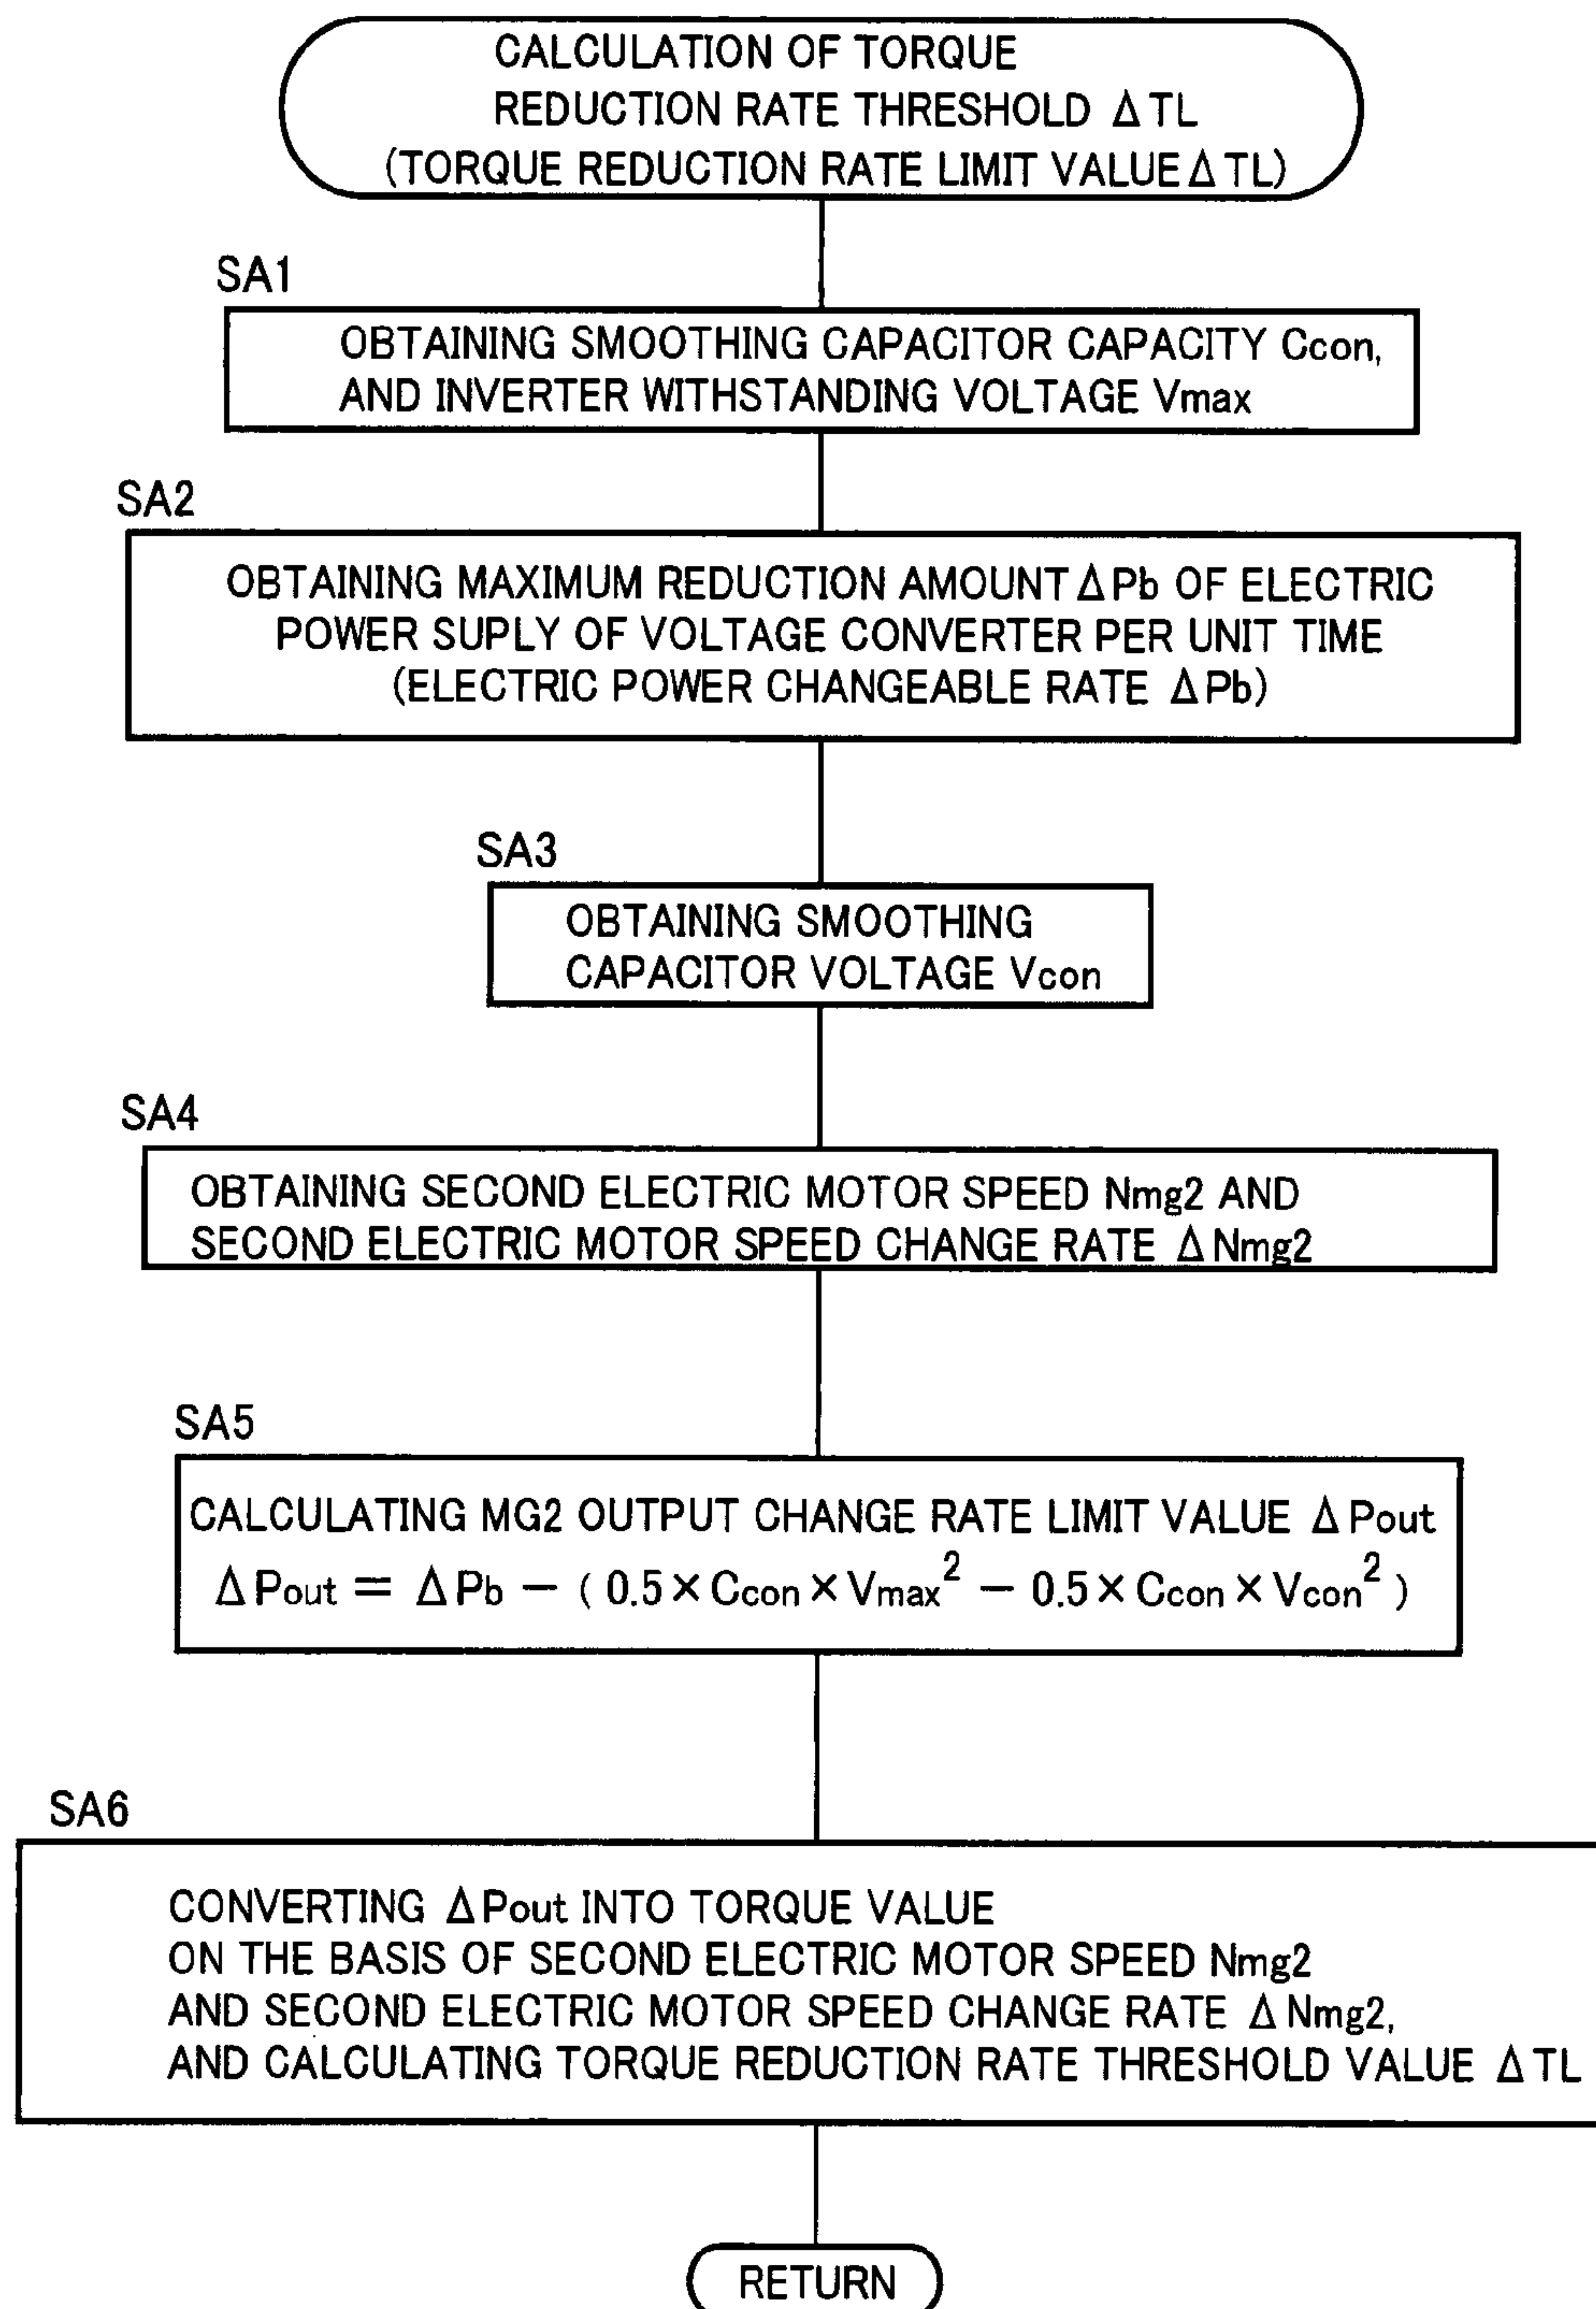 CALCULATION OF TORQUE
REDUCTION RATE THRESHOLD ΔTL
(TORQUE REDUCTION RATE LIMIT VALUE ΔTL)
SA1
OBTAINING SMOOTHING CAPACITOR CAPACITY Ccon,
AND INVERTER WITHSTANDING VOLTAGE Vmax
SA2
OBTAINING MAXIMUM REDUCTION AMOUNT ΔPb OF ELECTRIC
POWER SUPLY OF VOLTAGE CONVERTER PER UNIT TIME
(ELECTRIC POWER CHANGEABLE RATE ΔPb)
SA3
OBTAINING SMOOTHING
CAPACITOR VOLTAGE Vcon
SA4
OBTAINING SECOND ELECTRIC MOTOR SPEED Nmg2 AND
SECOND ELECTRIC MOTOR SPEED CHANGE RATE ΔNmg2
SA5
CALCULATING MG2 OUTPUT CHANGE RATE LIMIT VALUE ΔPout
ΔPout = ΔPb − ( 0.5 × Ccon × Vmax² − 0.5 × Ccon × Vcon² )
SA6
CONVERTING ΔPout INTO TORQUE VALUE
ON THE BASIS OF SECOND ELECTRIC MOTOR SPEED Nmg2
AND SECOND ELECTRIC MOTOR SPEED CHANGE RATE ΔNmg2,
AND CALCULATING TORQUE REDUCTION RATE THRESHOLD VALUE ΔTL
RETURN